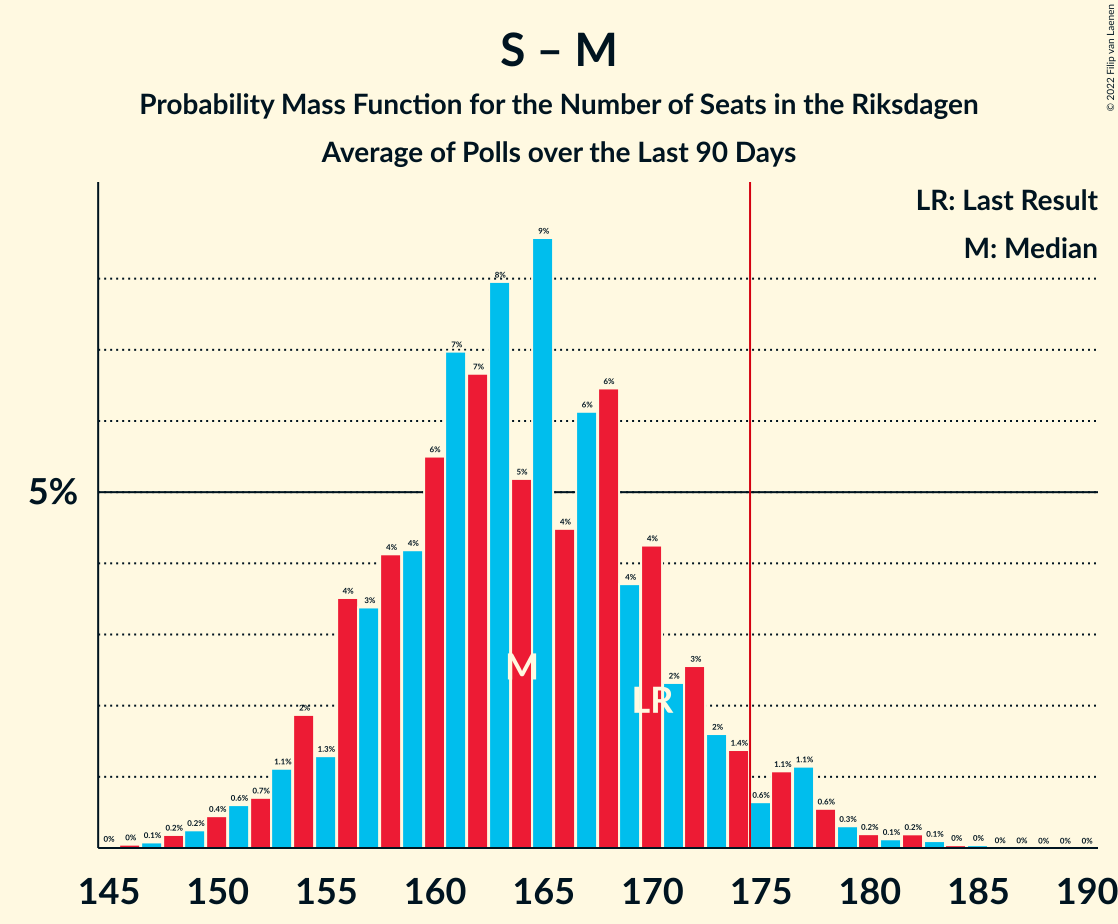 S – M
Probability Mass Function for the Number of Seats in the Riksdagen
Average of Polls over the Last 90 Days
© 2022 Filip van Laenen
LR: Last Result
M: Median
5%
0% 0% 0.1% 0.2% 0.2% 0.4% 0.6% 0.7% 1.1% 2% 1.3% 4% 3% 4% 4% 6% 7% 7% 8% 5% 9% 4% 6% 6% 4% 4% 2% 3% 2% 1.4% 0.6% 1.1% 1.1% 0.6% 0.3% 0.2% 0.1% 0.2% 0.1% 0% 0% 0% 0% 0% 0% 0%
M
LR
145 150 155 160 165 170 175 180 185 190